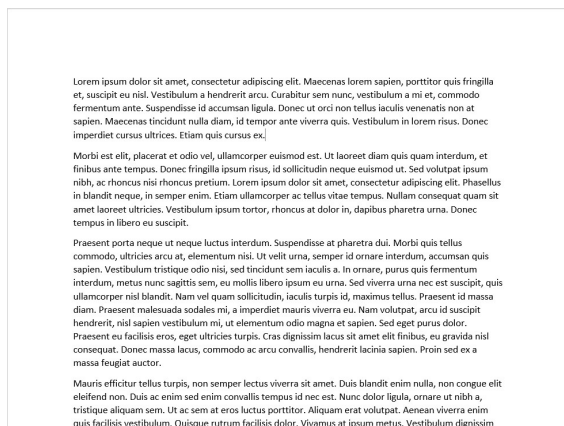 Lorem ipsum dolor sit amet, consectetur adipiscing elit. Maecenas lorem sapien, porttitor quis fringilla
et, suscipit eu nisl. Vestibulum a hendrerit arcu. Curabitur sem nunc, vestibulum a mi et, commodo
fermentum ante. Suspendisse id accumsan ligula. Donec ut orci non tellus iaculis venenatis non at
sapien. Maecenas tincidunt nulla diam, id tempor ante viverra quis. Vestibulum in lorem risus. Donec
imperdiet cursus ultrices. Etiam quis cursus ex.
Morbi est elit, placerat et odio vel, ullamcorper euismod est. Ut laoreet diam quis quam interdum, et
finibus ante tempus. Donec fringilla ipsum risus, id sollicitudin neque euismod ut. Sed volutpat ipsum
nibh, ac rhoncus nisi rhoncus pretium. Lorem ipsum dolor sit amet, consectetur adipiscing elit. Phasellus
in blandit neque, in semper enim. Etiam ullamcorper ac tellus vitae tempus. Nullam consequat quam sit
amet laoreet ultricies. Vestibulum ipsum tortor, rhoncus at dolor in, dapibus pharetra urna. Donec
tempus in libero eu suscipit.
Praesent porta neque ut neque luctus interdum. Suspendisse at pharetra dui. Morbi quis tellus
commodo, ultricies arcu at, elementum nisi. Ut velit urna, semper id ornare interdum, accumsan quis
sapien. Vestibulum tristique odio nisi, sed tincidunt sem iaculis a. In ornare, purus quis fermentum
interdum, metus nunc sagittis sem, eu mollis libero ipsum eu urna. Sed viverra urna nec est suscipit, quis
ullamcorper nisl blandit. Nam vel quam sollicitudin, iaculis turpis id, maximus tellus. Praesent id massa
diam. Praesent malesuada sodales mi, a imperdiet mauris viverra eu. Nam volutpat, arcu id suscipit
hendrerit, nisl sapien vestibulum mi, ut elementum odio magna et sapien. Sed eget purus dolor.
Praesent eu facilisis eros, eget ultricies turpis. Cras dignissim lacus sit amet elit finibus, eu gravida nisl
consequat. Donec massa lacus, commodo ac arcu convallis, hendrerit lacinia sapien. Proin sed ex a
massa feugiat auctor.
Mauris efficitur tellus turpis, non semper lectus viverra sit amet. Duis blandit enim nulla, non congue elit
eleifend non. Duis ac enim sed enim convallis tempus id nec est. Nunc dolor ligula, ornare ut nibh a,
tristique aliquam sem. Ut ac sem at eros luctus porttitor. Aliquam erat volutpat. Aenean viverra enim
quis facilisis vestibulum. Quisque rutrum facilisis dolor. Vivamus at ipsum metus. Vestibulum dignissim